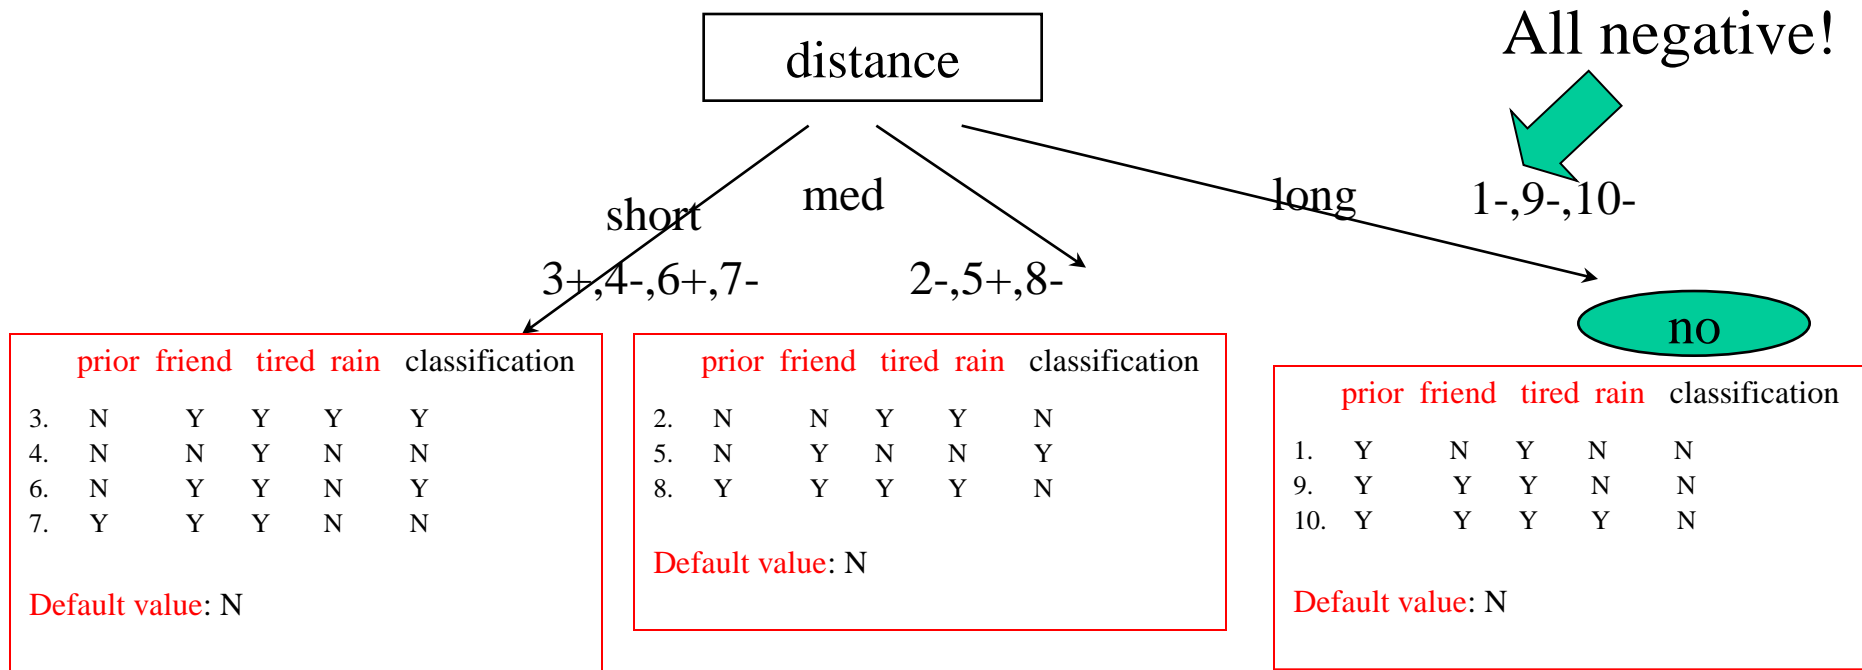 distance
All negative!
short
med
long
1-,9-,10-
3+,4-,6+,7-
2-,5+,8-
no
prior friend tired rain classification
3. N Y Y Y Y
4. N N Y N N
6. N Y Y N Y
7. Y Y Y N N
Default value: N
prior friend tired rain classification
2. N N Y Y N
5. N Y N N Y
8. Y Y Y Y N
Default value: N
prior friend tired rain classification
1. Y N Y N N
9. Y Y Y N N
10. Y Y Y Y N
Default value: N